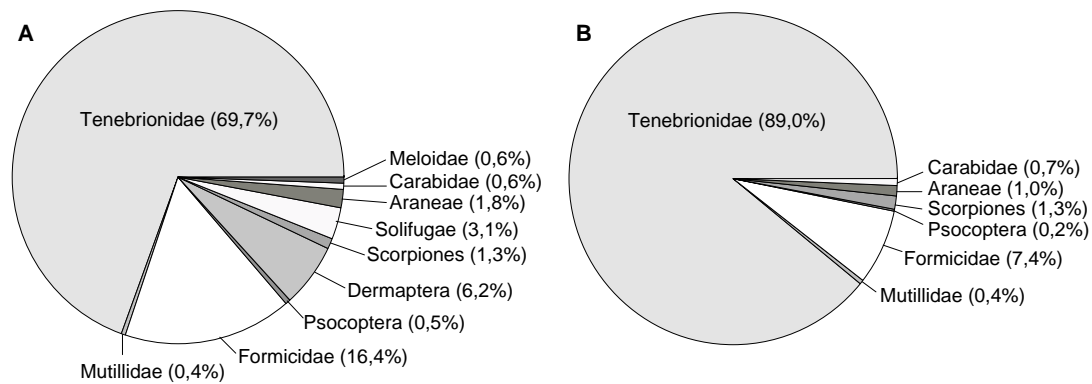 A
Tenebrionidae (69,7%)
Meloidae (0,6%)
Carabidae (0,6%)
Araneae (1,8%)
Solifugae (3,1%)
Scorpiones (1,3%)
Dermaptera (6,2%)
Psocoptera (0,5%)
Formicidae (16,4%)
Mutillidae (0,4%)
B
Tenebrionidae (89,0%)
Carabidae (0,7%)
Araneae (1,0%)
Scorpiones (1,3%)
Psocoptera (0,2%)
Formicidae (7,4%)
Mutillidae (0,4%)